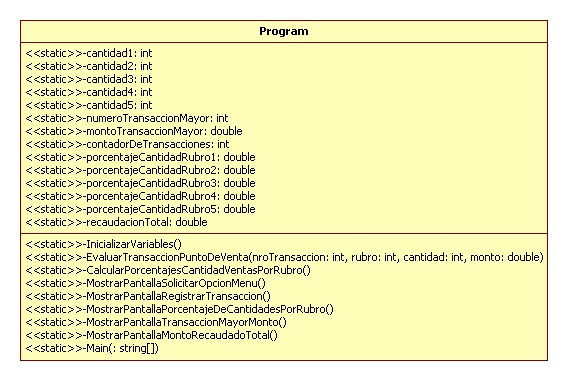 Program
<<static>>-cantidad1: int
<<static>>-cantidad2: int
<<static>>-cantidad3: int
<<static>>-cantidad4: int
<<static>>-cantidad5: int
<<static>>-numeroTransaccionMayor: int
<<static>>-montoTransaccionMayor: double
<<static>>-contadorDeTransacciones: int
<<static>>-porcentajeCantidadRubro1: double
<<static>>-porcentajeCantidadRubro2: double
<<static>>-porcentajeCantidadRubro3: double
<<static>>-porcentajeCantidadRubro4: double
<<static>>-porcentajeCantidadRubro5: double
<<static>>-recaudacionTotal: double
<<static>>-InicializarVariables()
<<static>>-EvaluarTransaccionPuntoDeVenta(nroTransaccion: int, rubro: int, cantidad: int, monto: double)
<<static>>-CalcularPorcentajesCantidadVentasPorRubro()
<<static>>-MostrarPantallaSolicitarOpcionMenu()
<<static>>-MostrarPantallaRegistrarTransaccion()
<<static>>-MostrarPantallaPorcentajeDeCantidadesPorRubro()
<<static>>-MostrarPantallaTransaccionMayorMonto()
<<static>>-MostrarPantallaMontoRecaudadoTotal()
<<static>>-Main(: string[])